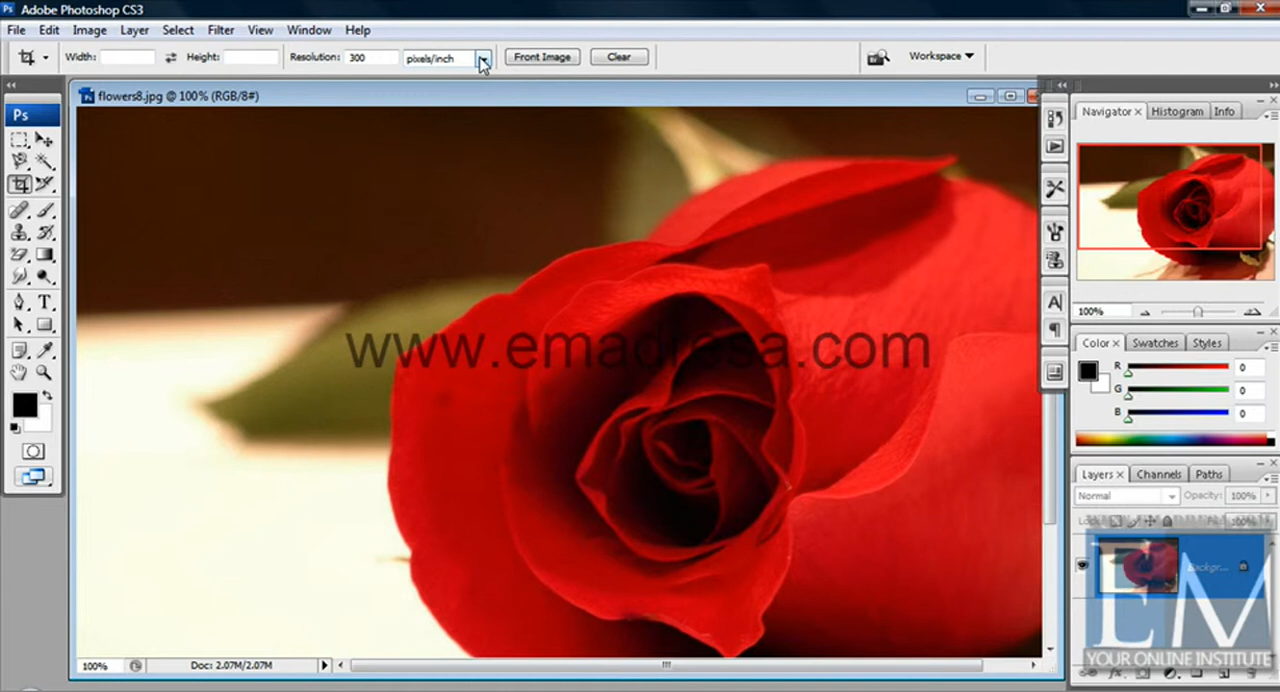 Adobe Photoshop CS3
File Edit Image Layer Select Filter View Window Help
Width: Height: Resolution: 300 pixels/inch Front Image Clear Workspace
flowers8.jpg @ 100% (RGB/8#)
Ps
Navigator Histogram Info
100%
Color Swatches Styles
R 0
G 0
B 0
Layers Channels Paths
Normal Opacity: 100%
100%
Backgr...
www.emadiessa.com
EM
YOUR ONLINE INSTITUTE
100% Doc: 2.07M/2.07M